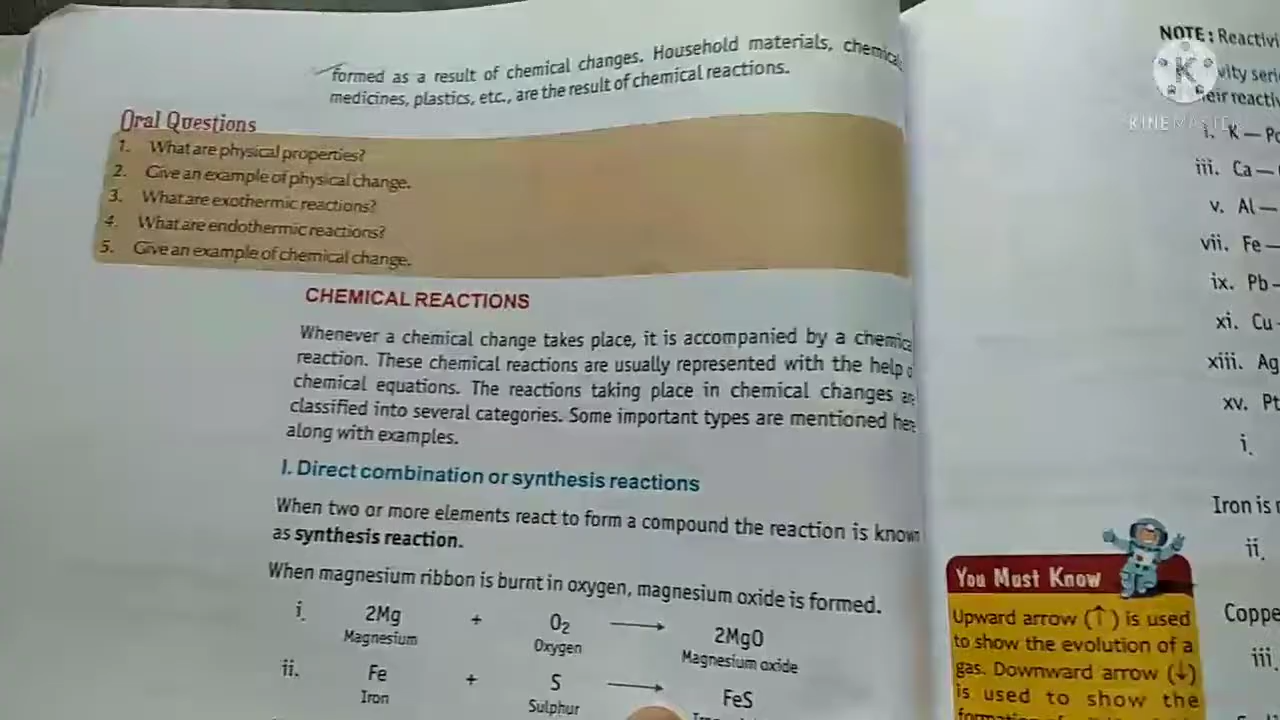 formed as a result of chemical changes. Household materials, chemica
medicines, plastics, etc., are the result of chemical reactions.
Oral Questions
1. What are physical properties?
2. Give an example of physical change.
3. What are exothermic reactions?
4. What are endothermic reactions?
5. Give an example of chemical change.
CHEMICAL REACTIONS
Whenever a chemical change takes place, it is accompanied by a chemica
reaction. These chemical reactions are usually represented with the help o
chemical equations. The reactions taking place in chemical changes are
classified into several categories. Some important types are mentioned here
along with examples.
I. Direct combination or synthesis reactions
When two or more elements react to form a compound the reaction is known
as synthesis reaction.
When magnesium ribbon is burnt in oxygen, magnesium oxide is formed.
i. 2Mg + O₂ ⟶ 2MgO
Magnesium Oxygen Magnesium oxide
ii. Fe + S ⟶ FeS
Iron Sulphur
NOTE: Reactivi
vity seri
eir reactiv
i. K — Po
iii. Ca —
v. Al —
vii. Fe —
ix. Pb -
xi. Cu
xiii. Ag
xv. Pt
i.
Iron is
ii.
Coppe
iii.
You Must Know
Upward arrow (↑) is used
to show the evolution of a
gas. Downward arrow (↓)
is used to show the
K
KINEMASTER